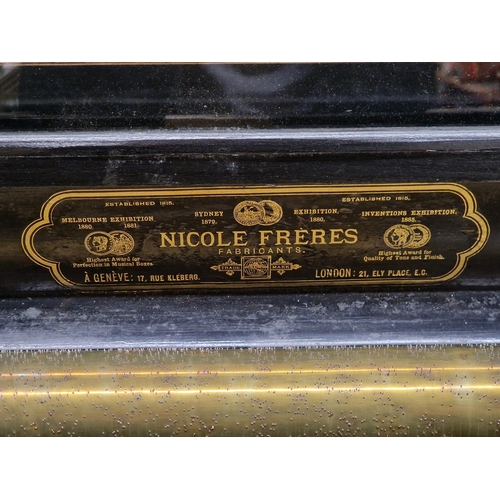 ESTABLISHED 1815. ESTABLISHED 1815.
MELBOURNE EXHIBITION SYDNEY EXHIBITION, INVENTIONS EXHIBITION,
1880. 1881. 1879. 1880. 1885.
NICOLE FRÈRES
FABRICANTS.
Highest Award for Highest Award for
Perfection in Musical Boxes. Quality of Tone and Finish.
TRADE MARK
À GENÈVE: 17, RUE KLÉBERG. LONDON: 21, ELY PLACE, E.C.